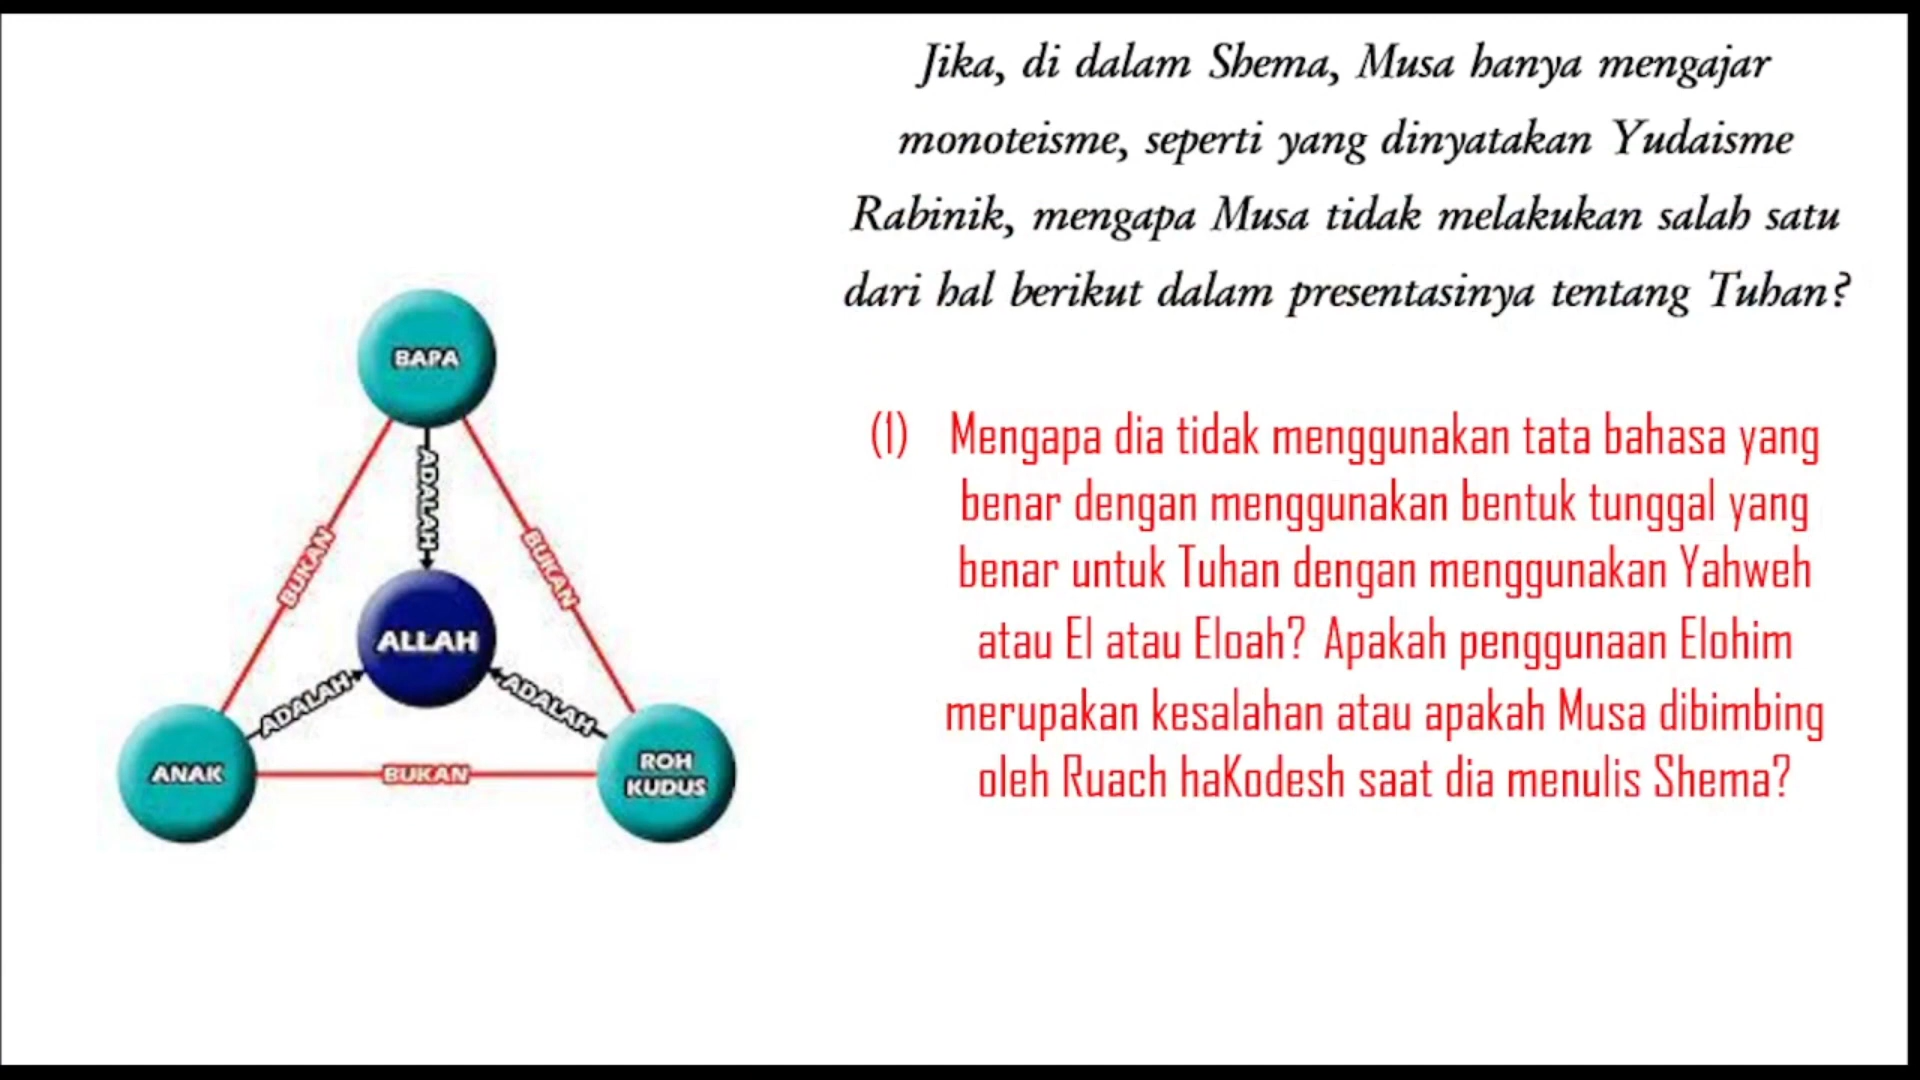 Jika, di dalam Shema, Musa hanya mengajar
monoteisme, seperti yang dinyatakan Yudaisme
Rabinik, mengapa Musa tidak melakukan salah satu
dari hal berikut dalam presentasinya tentang Tuhan?
(1) Mengapa dia tidak menggunakan tata bahasa yang
benar dengan menggunakan bentuk tunggal yang
benar untuk Tuhan dengan menggunakan Yahweh
atau El atau Eloah? Apakah penggunaan Elohim
merupakan kesalahan atau apakah Musa dibimbing
oleh Ruach haKodesh saat dia menulis Shema?
BAPA
ADALAH
BUKAN
BUKAN
ALLAH
ADALAH
ADALAH
ANAK
BUKAN
ROH
KUDUS